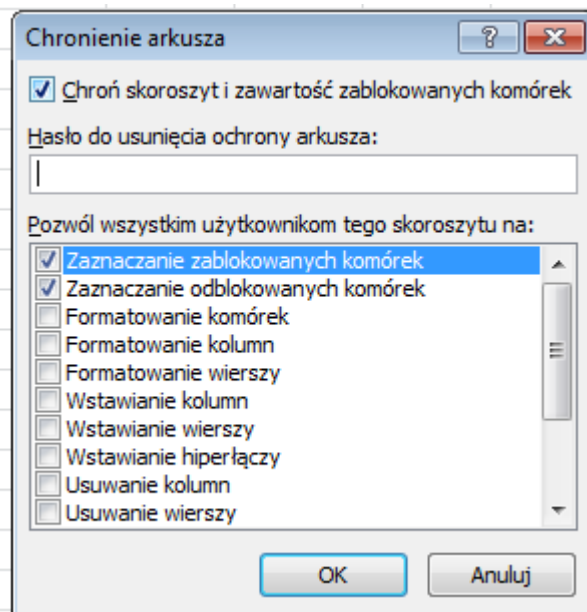 Chronienie arkusza
Chroń skoroszyt i zawartość zablokowanych komórek
Hasło do usunięcia ochrony arkusza:
Pozwól wszystkim użytkownikom tego skoroszytu na:
Zaznaczanie zablokowanych komórek
Zaznaczanie odblokowanych komórek
Formatowanie komórek
Formatowanie kolumn
Formatowanie wierszy
Wstawianie kolumn
Wstawianie wierszy
Wstawianie hiperłączy
Usuwanie kolumn
Usuwanie wierszy
OK Anuluj